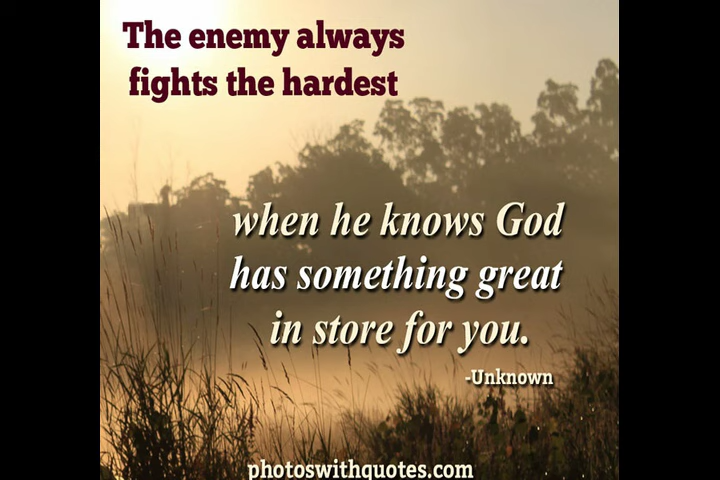 The enemy always
fights the hardest
when he knows God
has something great
in store for you.
-Unknown
photoswithquotes.com